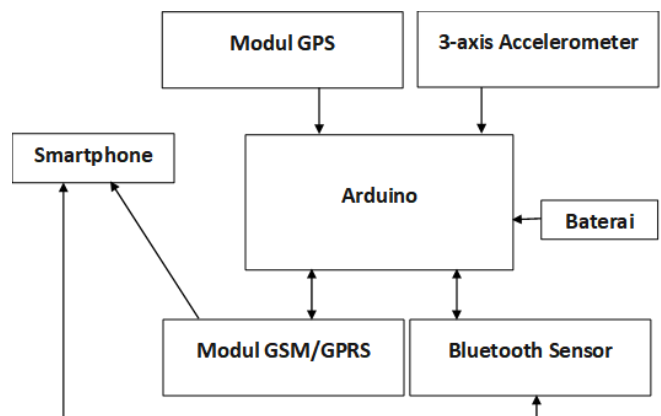 Modul GPS
3-axis Accelerometer
Smartphone
Arduino
Baterai
Modul GSM/GPRS
Bluetooth Sensor